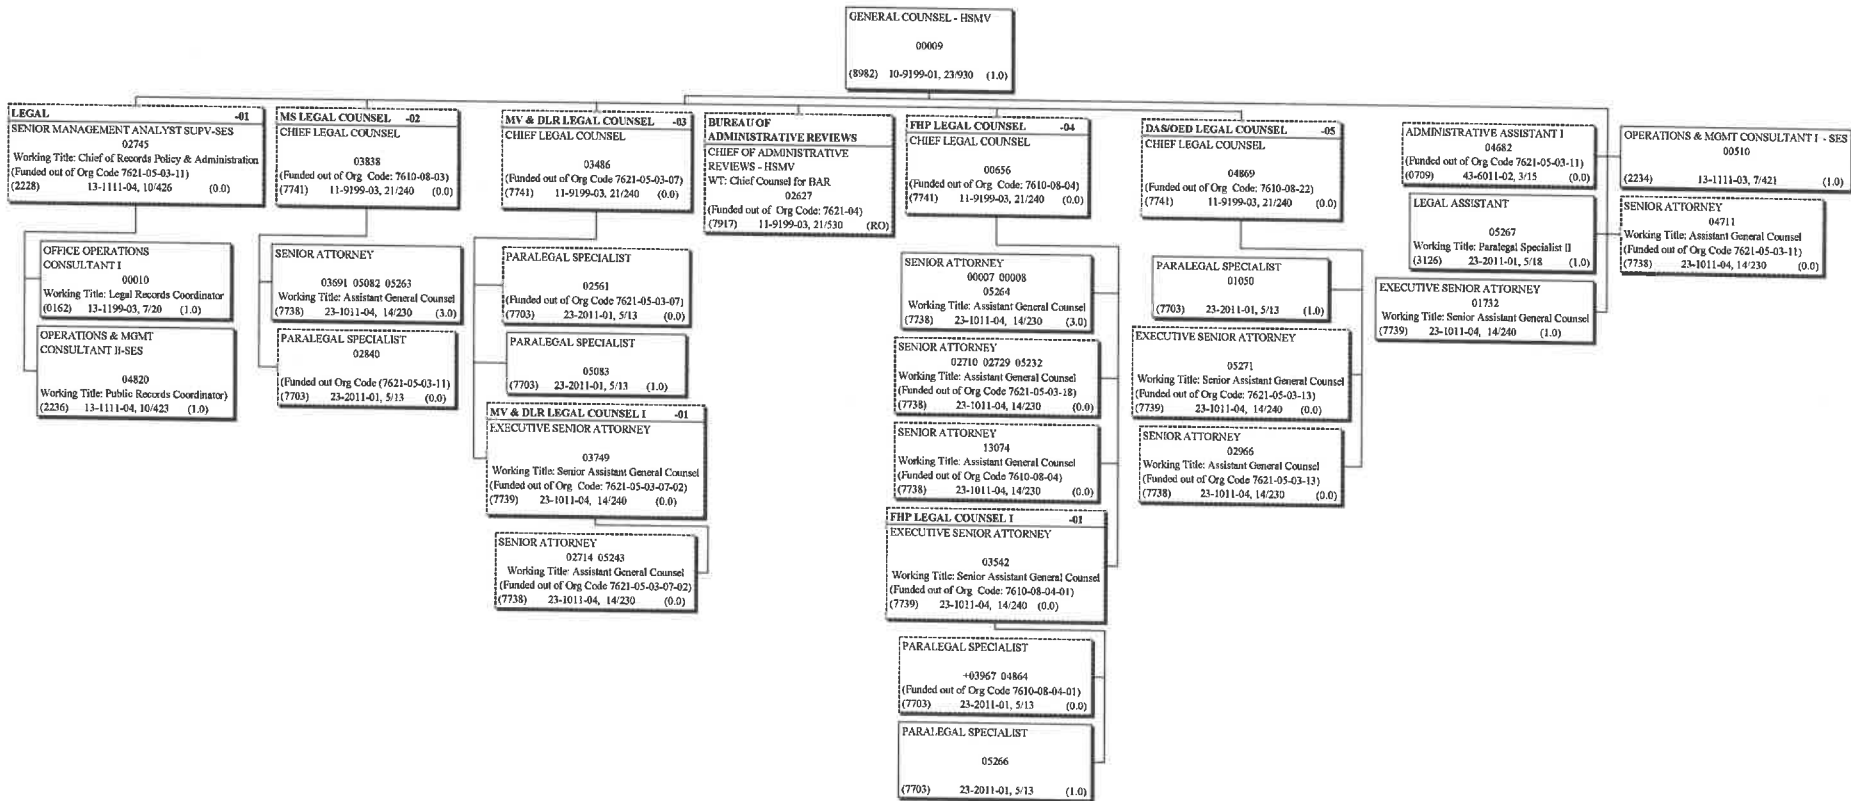 GENERAL COUNSEL - HSMV
00009
(8982) 10-9199-01, 23/930 (1.0)
LEGAL -01
SENIOR MANAGEMENT ANALYST SUPV-SES
02745
Working Title: Chief of Records Policy & Administration
(Funded out of Org Code 7621-05-03-11)
(2228) 13-1111-04, 10/426 (0.0)
OFFICE OPERATIONS
CONSULTANT I
00010
Working Title: Legal Records Coordinator
(0162) 13-1199-03, 7/20 (1.0)
OPERATIONS & MGMT
CONSULTANT II-SES
04820
Working Title: Public Records Coordinator)
(2236) 13-1111-04, 10/423 (1.0)
MS LEGAL COUNSEL -02
CHIEF LEGAL COUNSEL
03838
(Funded out of Org Code: 7610-08-03)
(7741) 11-9199-03, 21/240 (0.0)
SENIOR ATTORNEY
03691 05082 05263
Working Title: Assistant General Counsel
(7738) 23-1011-04, 14/230 (3.0)
PARALEGAL SPECIALIST
02840
(Funded out Org Code (7621-05-03-11)
(7703) 23-2011-01, 5/13 (0.0)
MV & DLR LEGAL COUNSEL -03
CHIEF LEGAL COUNSEL
03486
(Funded out of Org Code 7621-05-03-07)
(7741) 11-9199-03, 21/240 (0.0)
PARALEGAL SPECIALIST
02561
(Funded out of Org Code 7621-05-03-07)
(7703) 23-2011-01, 5/13 (0.0)
PARALEGAL SPECIALIST
05083
(7703) 23-2011-01, 5/13 (1.0)
MV & DLR LEGAL COUNSEL I -01
EXECUTIVE SENIOR ATTORNEY
03749
Working Title: Senior Assistant General Counsel
(Funded out of Org Code: 7621-05-03-07-02)
(7739) 23-1011-04, 14/240 (0.0)
SENIOR ATTORNEY
02714 05243
Working Title: Assistant General Counsel
(Funded out of Org Code 7621-05-03-07-02)
(7738) 23-1011-04, 14/230 (0.0)
BUREAU OF
ADMINISTRATIVE REVIEWS
CHIEF OF ADMINISTRATIVE
REVIEWS - HSMV
WT: Chief Counsel for BAR
02627
(Funded out of Org Code: 7621-04)
(7917) 11-9199-03, 21/530 (RO)
FHP LEGAL COUNSEL -04
CHIEF LEGAL COUNSEL
00656
(Funded out of Org Code: 7610-08-04)
(7741) 11-9199-03, 21/240 (0.0)
SENIOR ATTORNEY
00007 00008
05264
Working Title: Assistant General Counsel
(7738) 23-1011-04, 14/230 (3.0)
SENIOR ATTORNEY
02710 02729 05232
Working Title: Assistant General Counsel
(Funded out of Org Code: 7621-05-03-18)
(7738) 23-1011-04, 14/230 (0.0)
SENIOR ATTORNEY
13074
Working Title: Assistant General Counsel
(Funded out of Org Code: 7610-08-04)
(7738) 23-1011-04, 14/230 (0.0)
FHP LEGAL COUNSEL I -01
EXECUTIVE SENIOR ATTORNEY
03542
Working Title: Senior Assistant General Counsel
(Funded out of Org Code: 7610-08-04-01)
(7739) 23-1011-04, 14/240 (0.0)
PARALEGAL SPECIALIST
+03967 04864
(Funded out of Org Code 7610-08-04-01)
(7703) 23-2011-01, 5/13 (0.0)
PARALEGAL SPECIALIST
05266
(7703) 23-2011-01, 5/13 (1.0)
DAS/OED LEGAL COUNSEL -05
CHIEF LEGAL COUNSEL
04869
(Funded out of Org Code: 7610-08-22)
(7741) 11-9199-03, 21/240 (0.0)
PARALEGAL SPECIALIST
01050
(7703) 23-2011-01, 5/13 (1.0)
EXECUTIVE SENIOR ATTORNEY
05271
Working Title: Senior Assistant General Counsel
(Funded out of Org Code: 7621-05-03-13)
(7739) 23-1011-04, 14/240 (0.0)
SENIOR ATTORNEY
02966
Working Title: Assistant General Counsel
(Funded out of Org Code: 7621-05-03-13)
(7738) 23-1011-04, 14/230 (0.0)
ADMINISTRATIVE ASSISTANT I
04682
(Funded out of Org Code 7621-05-03-11)
(0709) 43-6011-02, 3/15 (0.0)
LEGAL ASSISTANT
05267
Working Title: Paralegal Specialist II
(3126) 23-2011-01, 5/18 (1.0)
EXECUTIVE SENIOR ATTORNEY
01732
Working Title: Senior Assistant General Counsel
(7739) 23-1011-04, 14/240 (1.0)
OPERATIONS & MGMT CONSULTANT I - SES
00510
(2234) 13-1111-03, 7/421 (1.0)
SENIOR ATTORNEY
04711
Working Title: Assistant General Counsel
(Funded out of Org Code: 7621-05-03-11)
(7738) 23-1011-04, 14/230 (0.0)